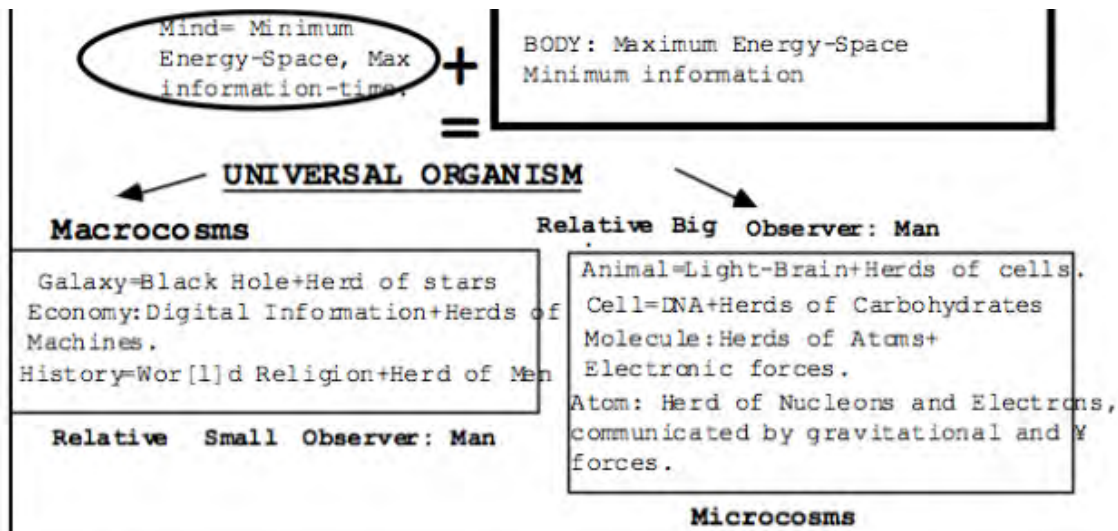 Mind= Minimum
Energy-Space, Max
information-time.
+
BODY: Maximum Energy-Space
Minimum information
=
UNIVERSAL ORGANISM
Macrocosms
Galaxy=Black Hole+Herd of stars
Economy:Digital Information+Herds of
Machines.
History=Wor[l]d Religion+Herd of Men
Relative Small Observer: Man
Relative Big Observer: Man
Animal=Light-Brain+Herds of cells.
Cell=DNA+Herds of Carbohydrates
Molecule:Herds of Atoms+
Electronic forces.
Atom: Herd of Nucleons and Electrons,
communicated by gravitational and ¥
forces.
Microcosms